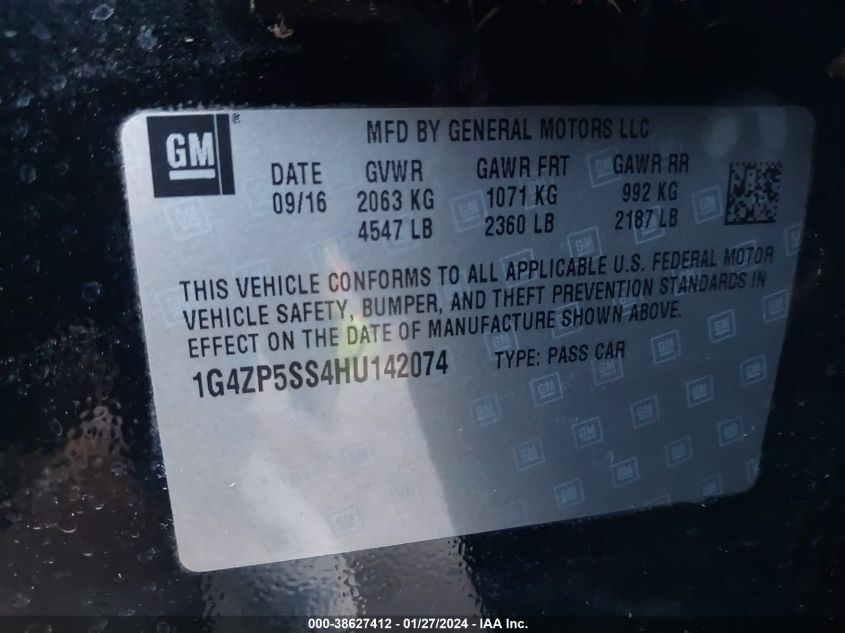 GM®
MFD BY GENERAL MOTORS LLC
DATE GVWR GAWR FRT GAWR RR
09/16 2063 KG 1071 KG 992 KG
4547 LB 2360 LB 2187 LB
THIS VEHICLE CONFORMS TO ALL APPLICABLE U.S. FEDERAL MOTOR
VEHICLE SAFETY, BUMPER, AND THEFT PREVENTION STANDARDS IN
EFFECT ON THE DATE OF MANUFACTURE SHOWN ABOVE.
1G4ZP5SS4HU142074 TYPE: PASS CAR
000-38627412 - 01/27/2024 - IAA Inc.